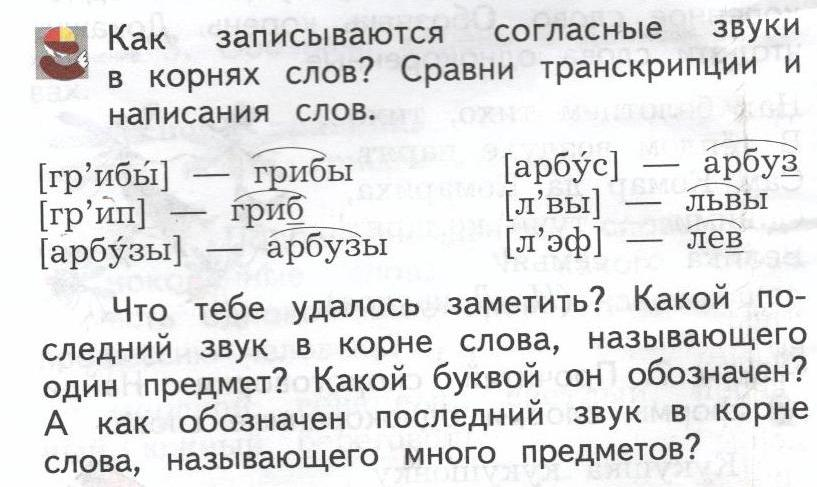 Как записываются согласные звуки
в корнях слов? Сравни транскрипции и
написания слов.
[гр’ибы́] — грибы [арбу́с] — арбуз
[гр’ип] — гриб [л’вы] — львы
[арбу́зы] — арбузы [л’эф] — лев
Что тебе удалось заметить? Какой по-
следний звук в корне слова, называющего
один предмет? Какой буквой он обозначен?
А как обозначен последний звук в корне
слова, называющего много предметов?